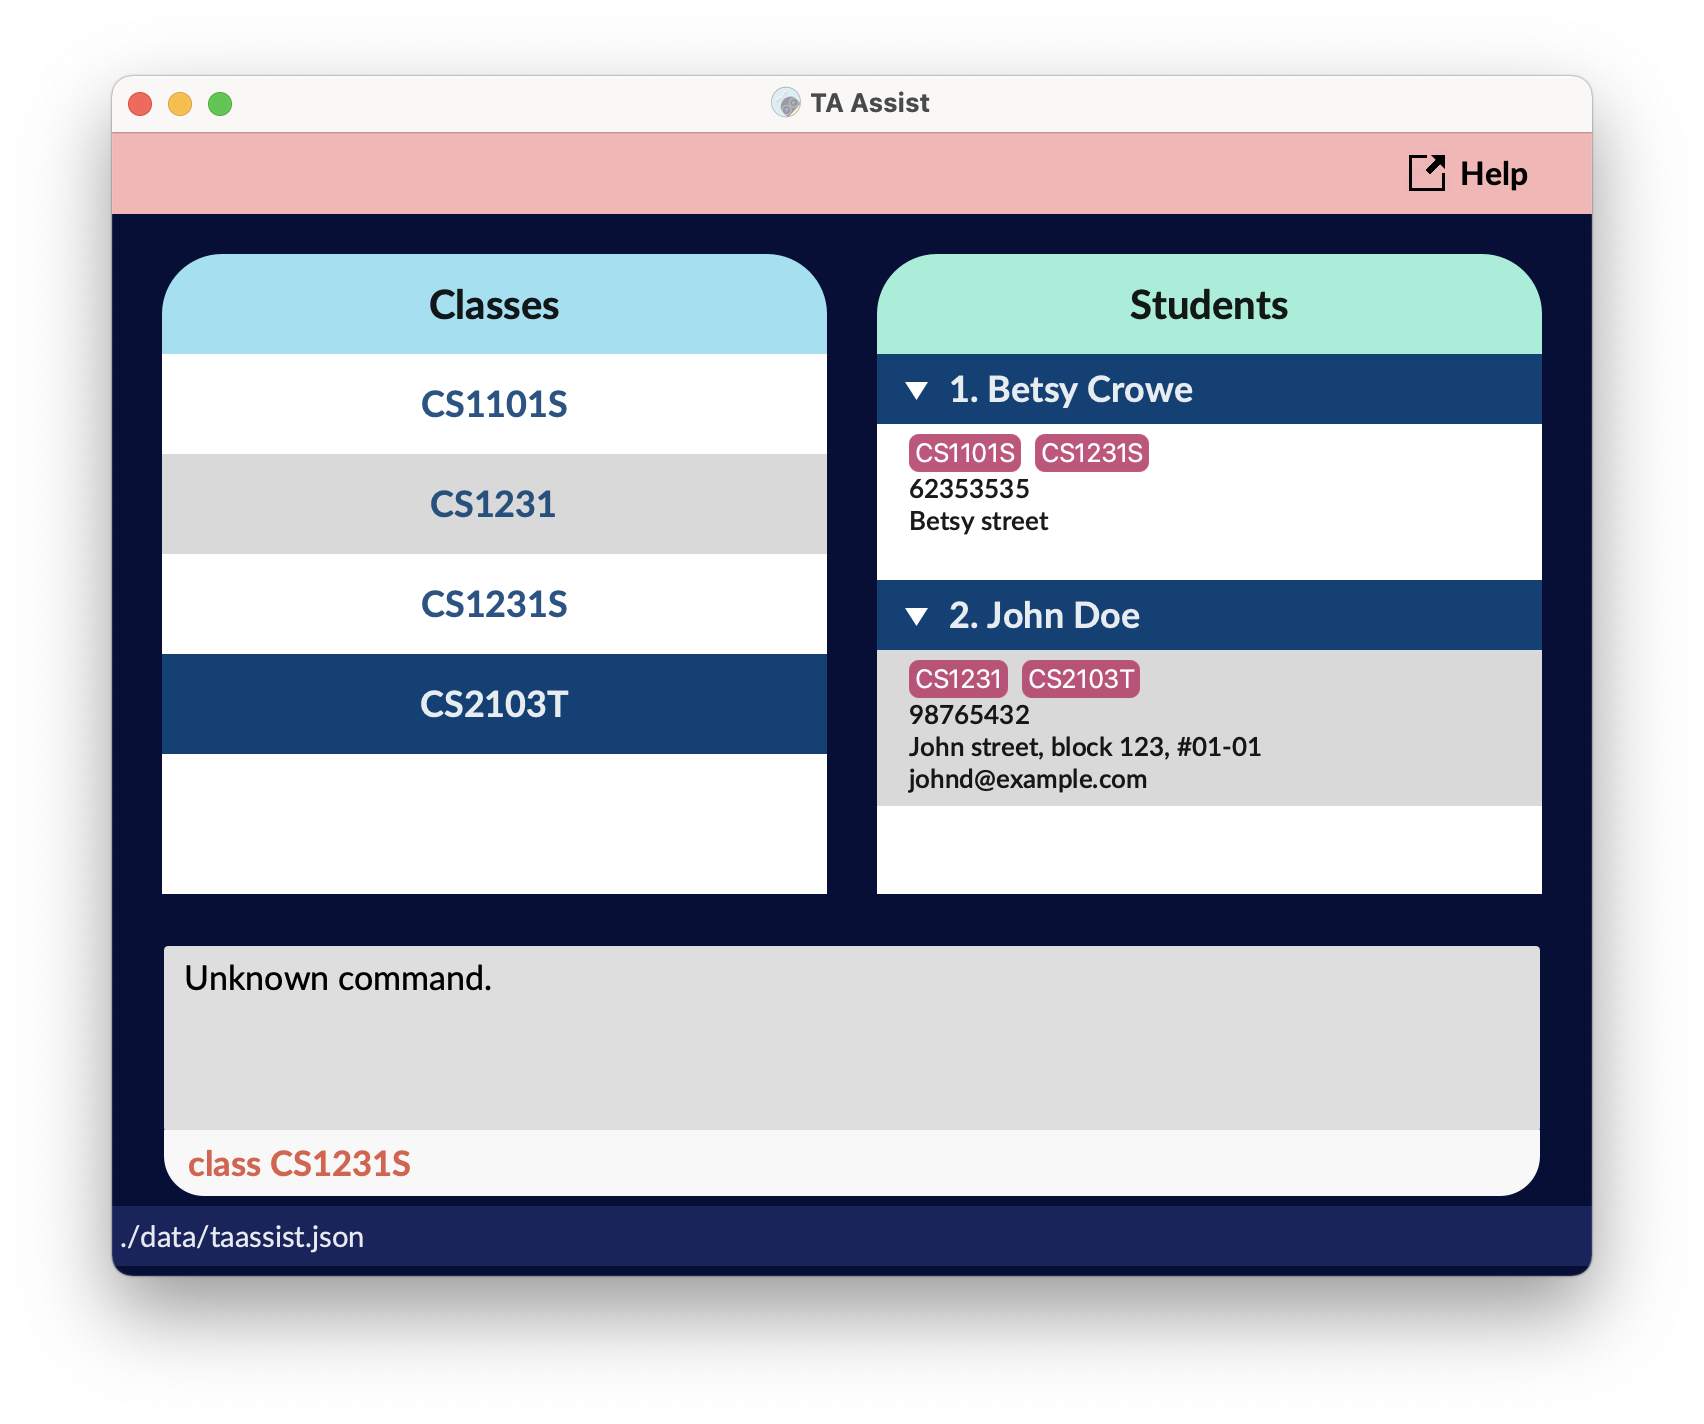 TA Assist
Help
Classes
CS1101S
CS1231
CS1231S
CS2103T
Students
1. Betsy Crowe
CS1101S CS1231S
62353535
Betsy street
2. John Doe
CS1231 CS2103T
98765432
John street, block 123, #01-01
johnd@example.com
Unknown command.
class CS1231S
./data/taassist.json